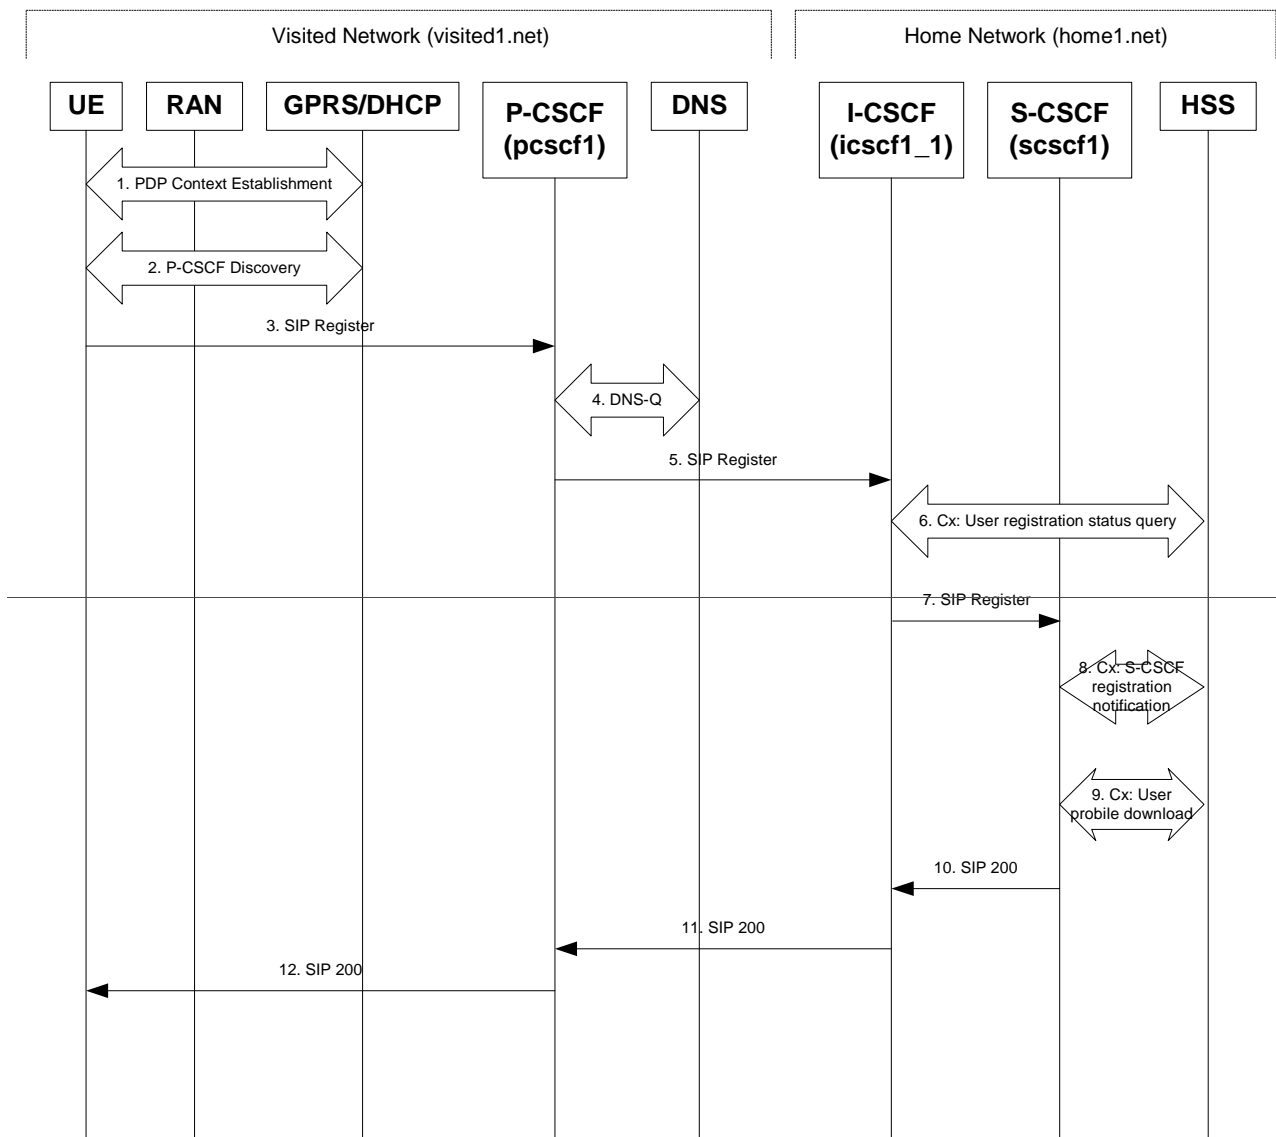 Visited Network (visited1.net)
Home Network (home1.net)
UE
RAN
GPRS/DHCP
P-CSCF
(pcscf1)
DNS
I-CSCF
(icscf1_1)
S-CSCF
(scscf1)
HSS
1. PDP Context Establishment
2. P-CSCF Discovery
3. SIP Register
4. DNS-Q
5. SIP Register
6. Cx: User registration status query
7. SIP Register
8. Cx: S-CSCF
registration
notification
9. Cx: User
probile download
10. SIP 200
11. SIP 200
12. SIP 200